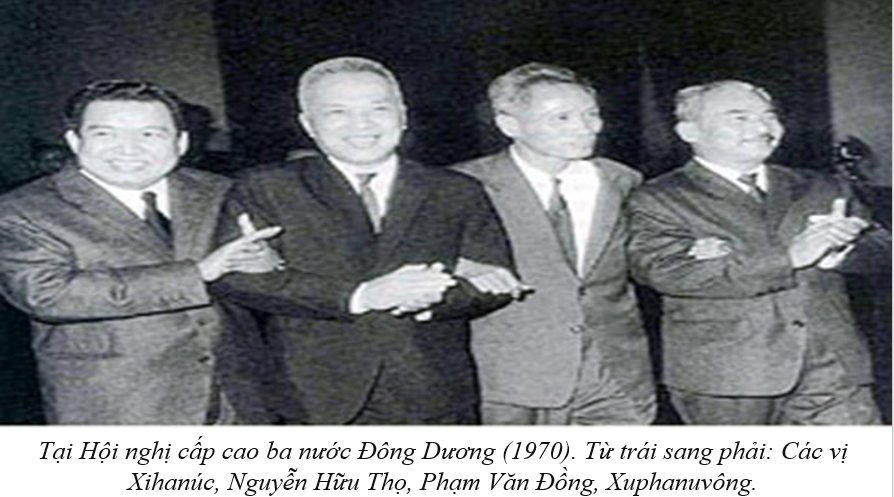 Tại Hội nghị cấp cao ba nước Đông Dương (1970). Từ trái sang phải: Các vị
Xihanúc, Nguyễn Hữu Thọ, Phạm Văn Đồng, Xuphanuvông.